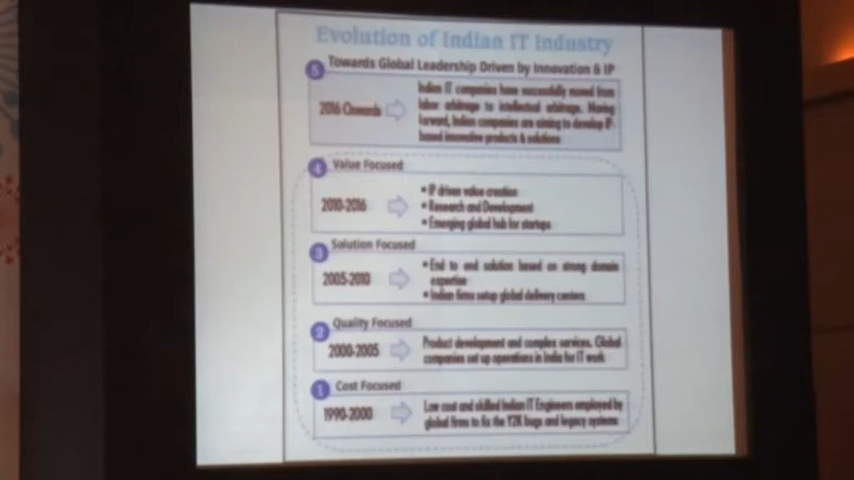 Evolution of Indian IT Industry
5 Towards Global Leadership Driven by Innovation & IP
2016 Onwards
Indian IT companies have successfully moved from
labor arbitrage to intellectual arbitrage. Moving
forward, Indian companies are aiming to develop IP-
based innovative products & solutions
4 Value Focused
2010-2016
• IP driven value creation
• Research and Development
• Emerging global hub for startups
3 Solution Focused
2005-2010
• End to end solution based on strong domain
expertise
• Indian firms setup global delivery centers
2 Quality Focused
2000-2005
Product development and complex services. Global
companies set up operations in India for IT work
1 Cost Focused
1990-2000
Low cost and skilled Indian IT Engineers employed by
global firms to fix the Y2K bugs and legacy systems